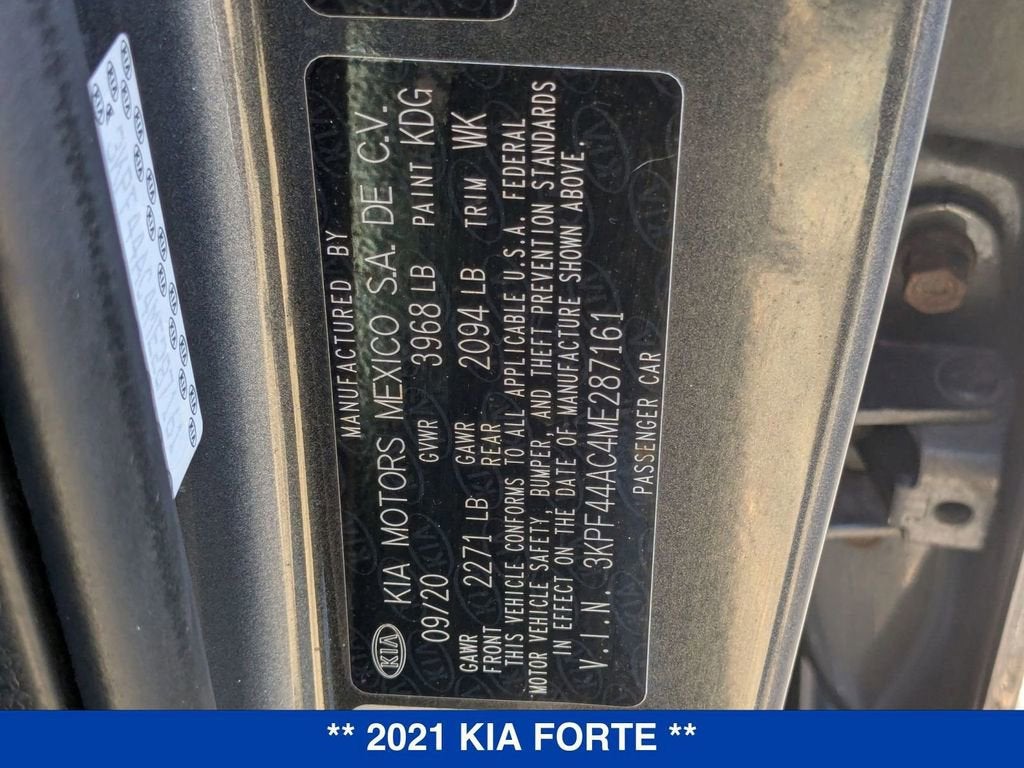 MANUFACTURED BY
KIA KIA MOTORS MEXICO S.A. DE C.V.
09/20 GVWR 3968 LB PAINT KDG
GAWR FRONT 2271 LB GAWR REAR 2094 LB TRIM WK
THIS VEHICLE CONFORMS TO ALL APPLICABLE U.S.A. FEDERAL
MOTOR VEHICLE SAFETY, BUMPER, AND THEFT PREVENTION STANDARDS
IN EFFECT ON THE DATE OF MANUFACTURE SHOWN ABOVE.
V.I.N. 3KPF44AC4ME287161
PASSENGER CAR
** 2021 KIA FORTE **